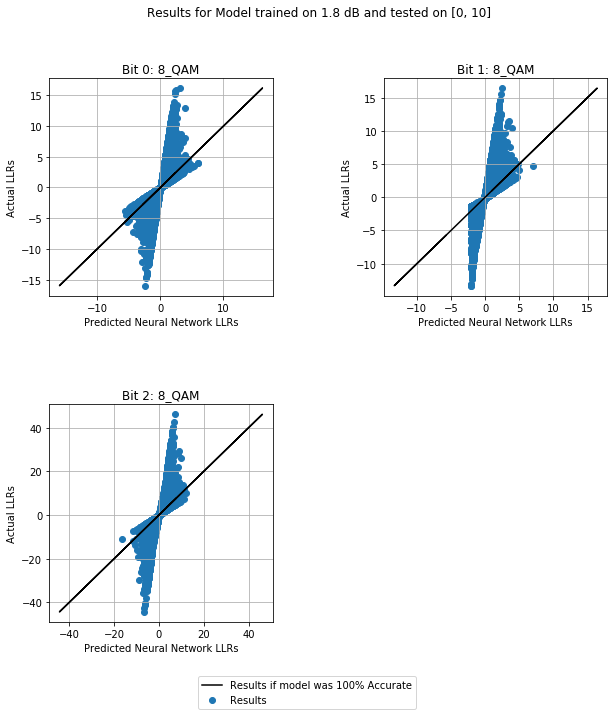 Results for Model trained on 1.8 dB and tested on [0, 10]
Bit 0: 8_QAM
15
10
5
0
−5
−10
−15
Actual LLRs
−10 0 10
Predicted Neural Network LLRs
Bit 1: 8_QAM
15
10
5
0
−5
−10
Actual LLRs
−10 −5 0 5 10 15
Predicted Neural Network LLRs
Bit 2: 8_QAM
40
20
0
−20
−40
Actual LLRs
−40 −20 0 20 40
Predicted Neural Network LLRs
Results if model was 100% Accurate
Results